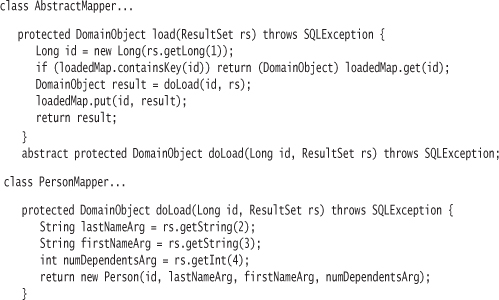 class AbstractMapper...
protected DomainObject load(ResultSet rs) throws SQLException {
Long id = new Long(rs.getLong(1));
if (loadedMap.containsKey(id)) return (DomainObject) loadedMap.get(id);
DomainObject result = doLoad(id, rs);
loadedMap.put(id, result);
return result;
}
abstract protected DomainObject doLoad(Long id, ResultSet rs) throws SQLException;
class PersonMapper...
protected DomainObject doLoad(Long id, ResultSet rs) throws SQLException {
String lastNameArg = rs.getString(2);
String firstNameArg = rs.getString(3);
int numDependentsArg = rs.getInt(4);
return new Person(id, lastNameArg, firstNameArg, numDependentsArg);
}